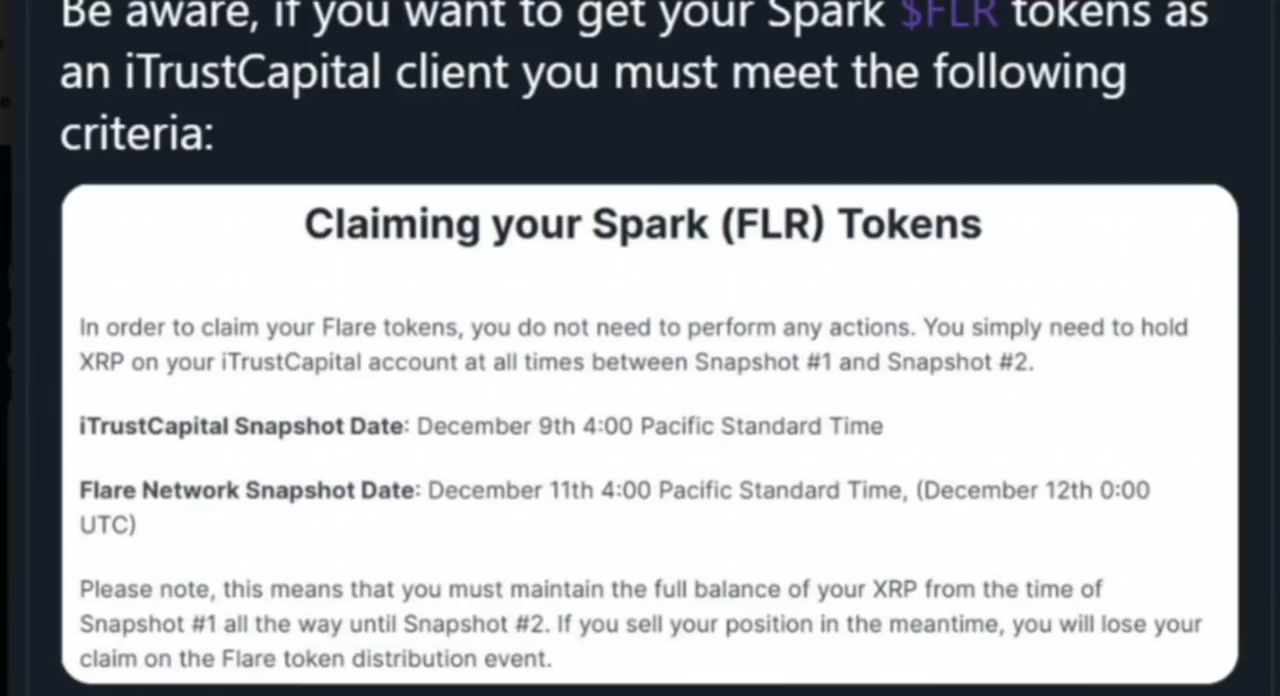 Be aware, if you want to get your Spark $FLR tokens as
an iTrustCapital client you must meet the following
criteria:
Claiming your Spark (FLR) Tokens
In order to claim your Flare tokens, you do not need to perform any actions. You simply need to hold
XRP on your iTrustCapital account at all times between Snapshot #1 and Snapshot #2.
iTrustCapital Snapshot Date: December 9th 4:00 Pacific Standard Time
Flare Network Snapshot Date: December 11th 4:00 Pacific Standard Time, (December 12th 0:00
UTC)
Please note, this means that you must maintain the full balance of your XRP from the time of
Snapshot #1 all the way until Snapshot #2. If you sell your position in the meantime, you will lose your
claim on the Flare token distribution event.